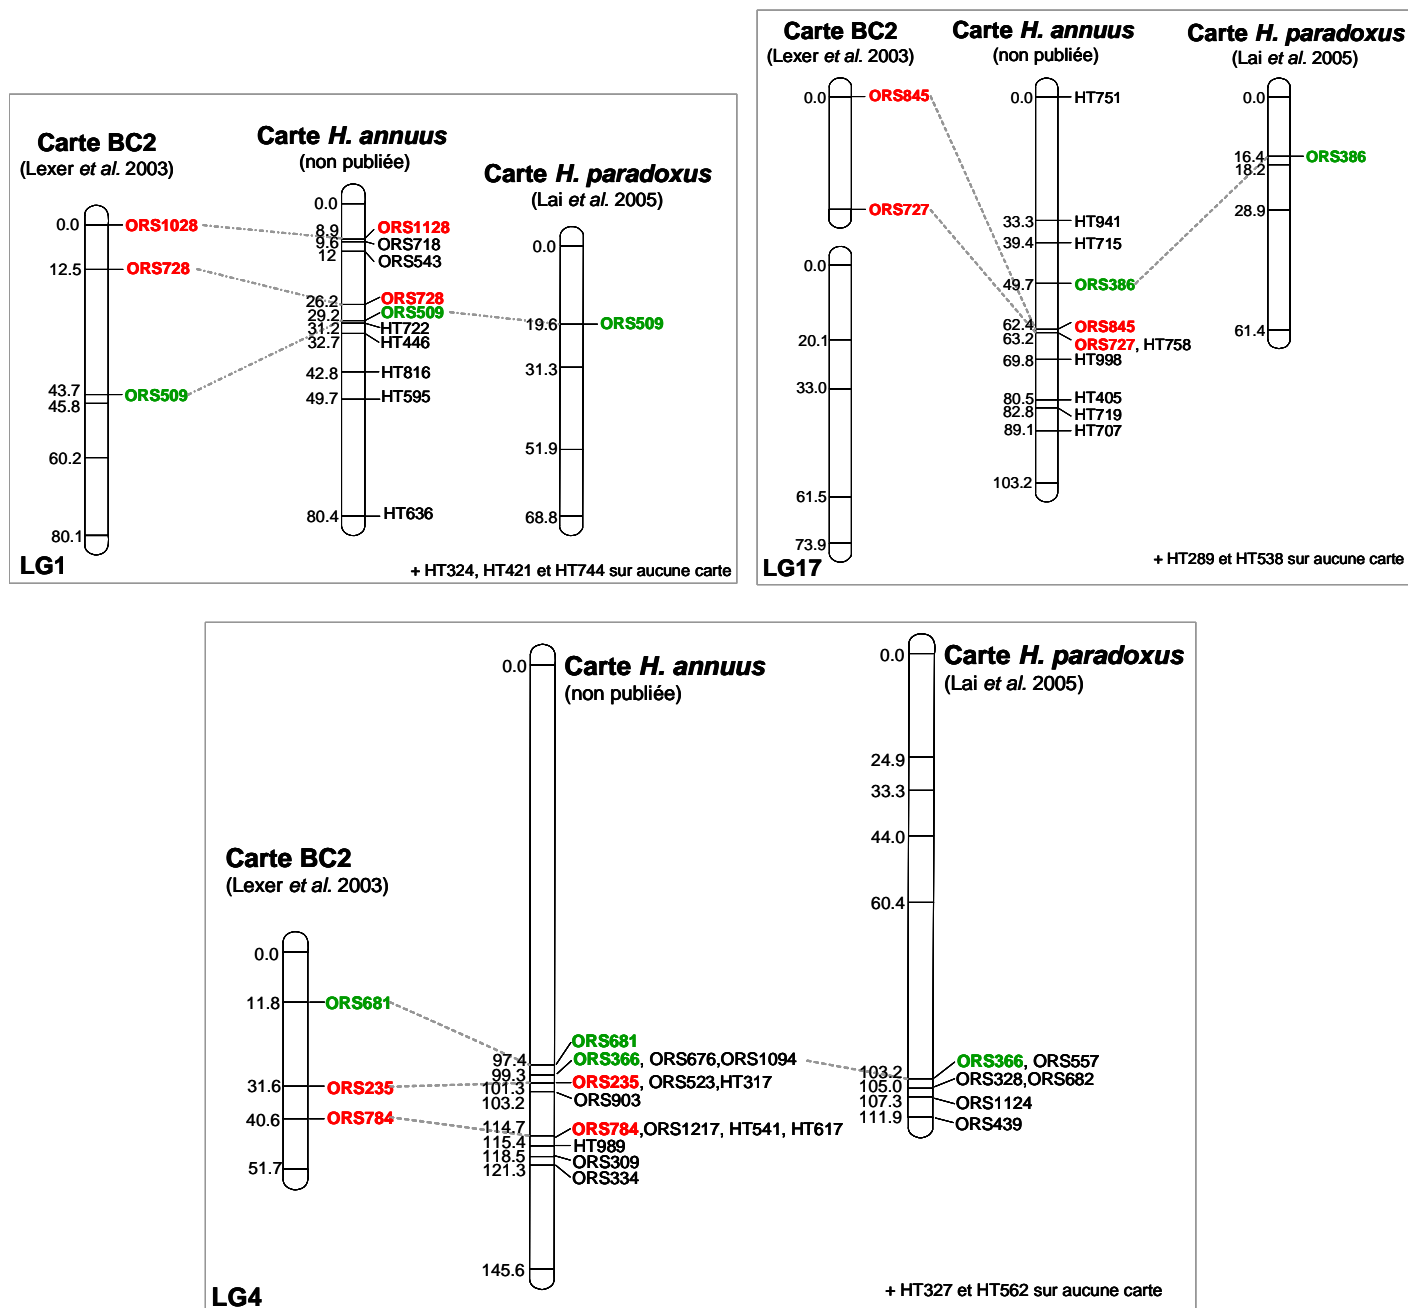 Carte BC2
(Lexer et al. 2003)
0.0
ORS1028
12.5
ORS728
43.7
ORS509
45.8
60.2
80.1
Carte H. annuus
(non publiée)
0.0
8.9
ORS1128
9.6
ORS718
12
ORS543
26.2
ORS728
29.2
ORS509
31.2
HT722
32.7
HT446
42.8
HT816
49.7
HT595
80.4
HT636
Carte H. paradoxus
(Lai et al. 2005)
0.0
19.6
ORS509
31.3
51.9
68.8
LG1
+ HT324, HT421 et HT744 sur aucune carte
Carte BC2
(Lexer et al. 2003)
0.0
ORS845
ORS727
0.0
20.1
33.0
61.5
73.9
Carte H. annuus
(non publiée)
0.0
HT751
33.3
HT941
39.4
HT715
49.7
ORS386
62.4
ORS845
63.2
ORS727, HT758
69.8
HT998
80.5
HT405
82.8
HT719
89.1
HT707
103.2
Carte H. paradoxus
(Lai et al. 2005)
0.0
16.4
ORS386
18.2
28.9
61.4
LG17
+ HT289 et HT538 sur aucune carte
Carte BC2
(Lexer et al. 2003)
0.0
11.8
ORS681
31.6
ORS235
40.6
ORS784
51.7
Carte H. annuus
(non publiée)
0.0
97.4
ORS681
99.3
ORS366, ORS676,ORS1094
101.3
ORS235, ORS523,HT317
103.2
ORS903
114.7
ORS784,ORS1217, HT541, HT617
115.4
HT989
118.5
ORS309
121.3
ORS334
145.6
Carte H. paradoxus
(Lai et al. 2005)
0.0
24.9
33.3
44.0
60.4
103.2
ORS366, ORS557
105.0
ORS328,ORS682
107.3
ORS1124
111.9
ORS439
LG4
+ HT327 et HT562 sur aucune carte